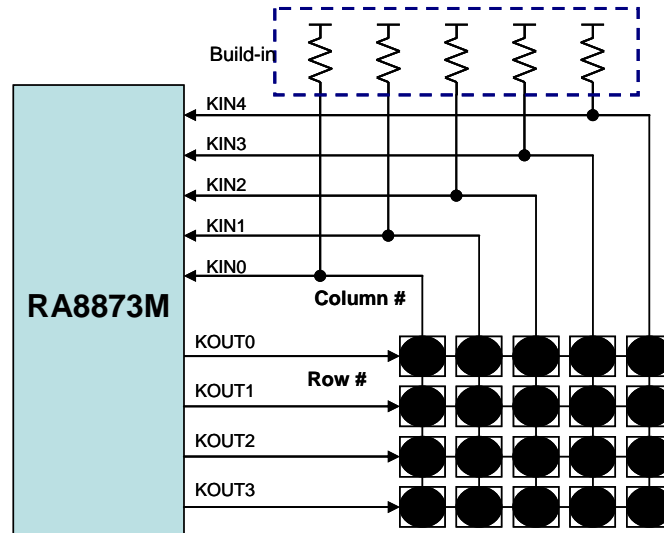 Build-in
KIN4
KIN3
KIN2
KIN1
KIN0
Column #
RA8873M
KOUT0
Row #
KOUT1
KOUT2
KOUT3